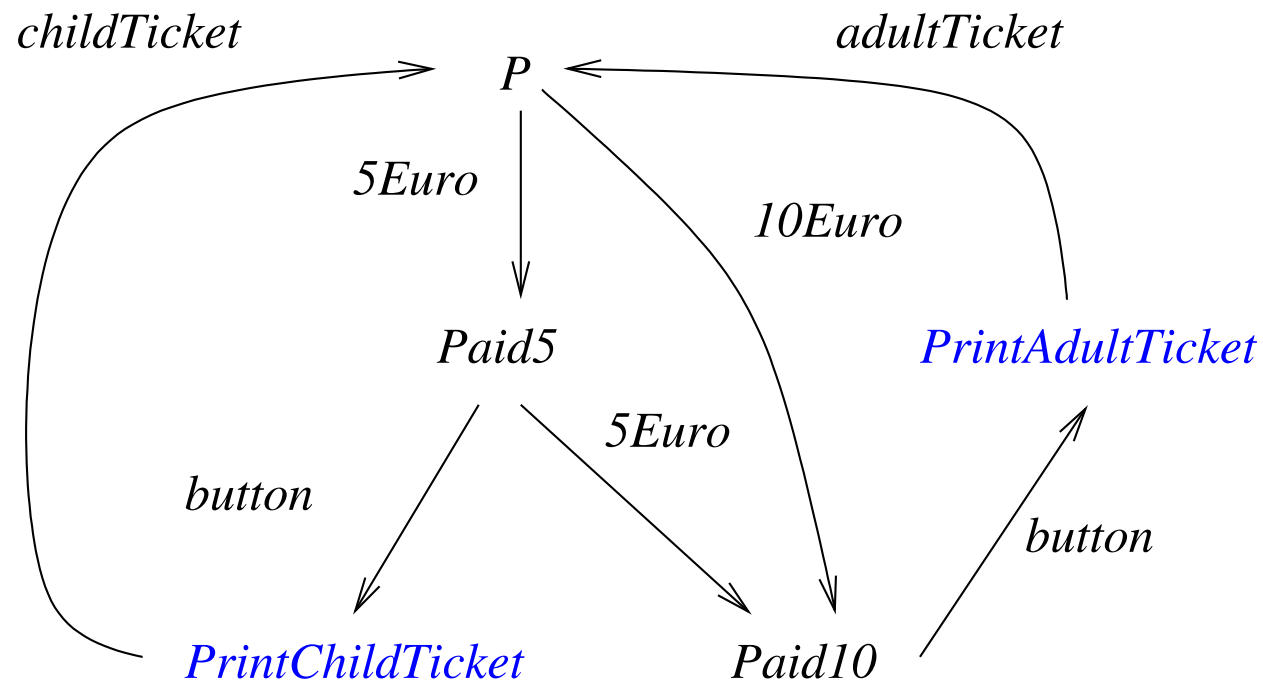 childTicket
adultTicket
P
5Euro
10Euro
Paid5
PrintAdultTicket
5Euro
button
button
PrintChildTicket
Paid10